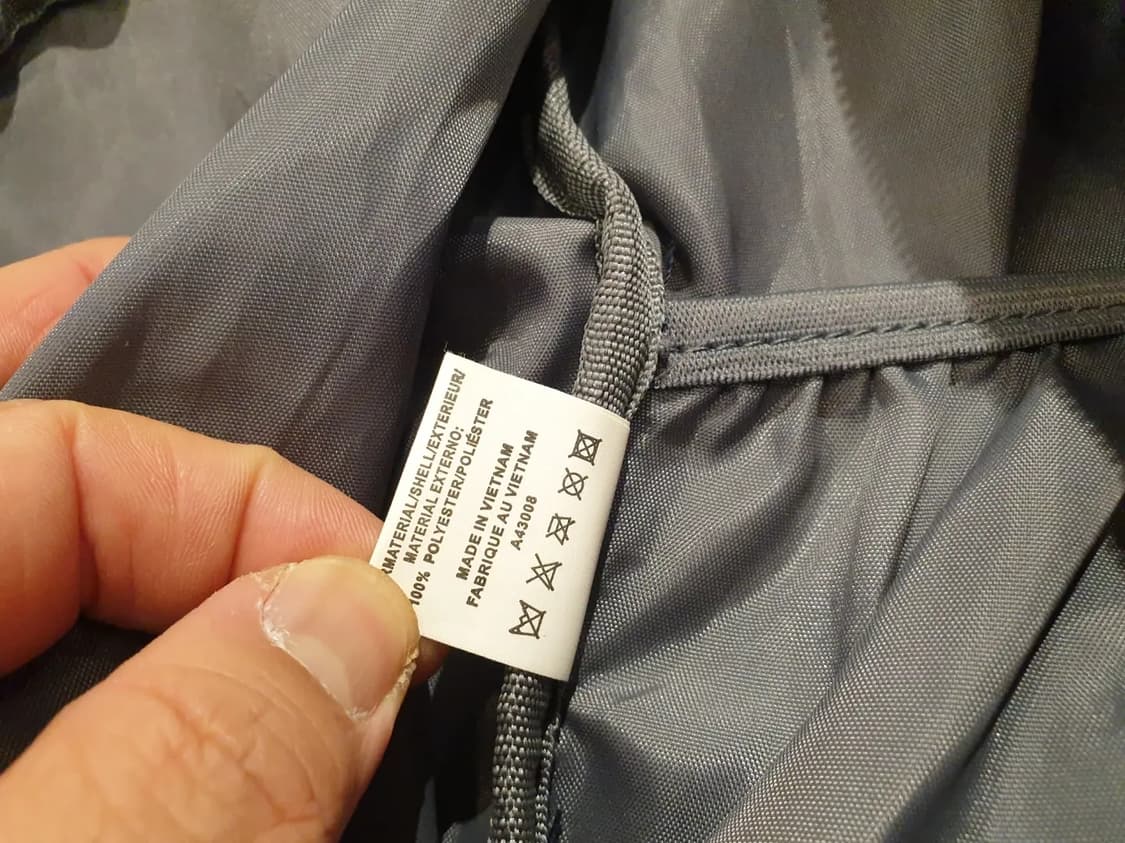 MATERIAL/SHELL/EXTERIEUR/
MATERIAL EXTERNO:
100% POLYESTER/POLIÉSTER
MADE IN VIETNAM
FABRIQUE AU VIETNAM
A43008